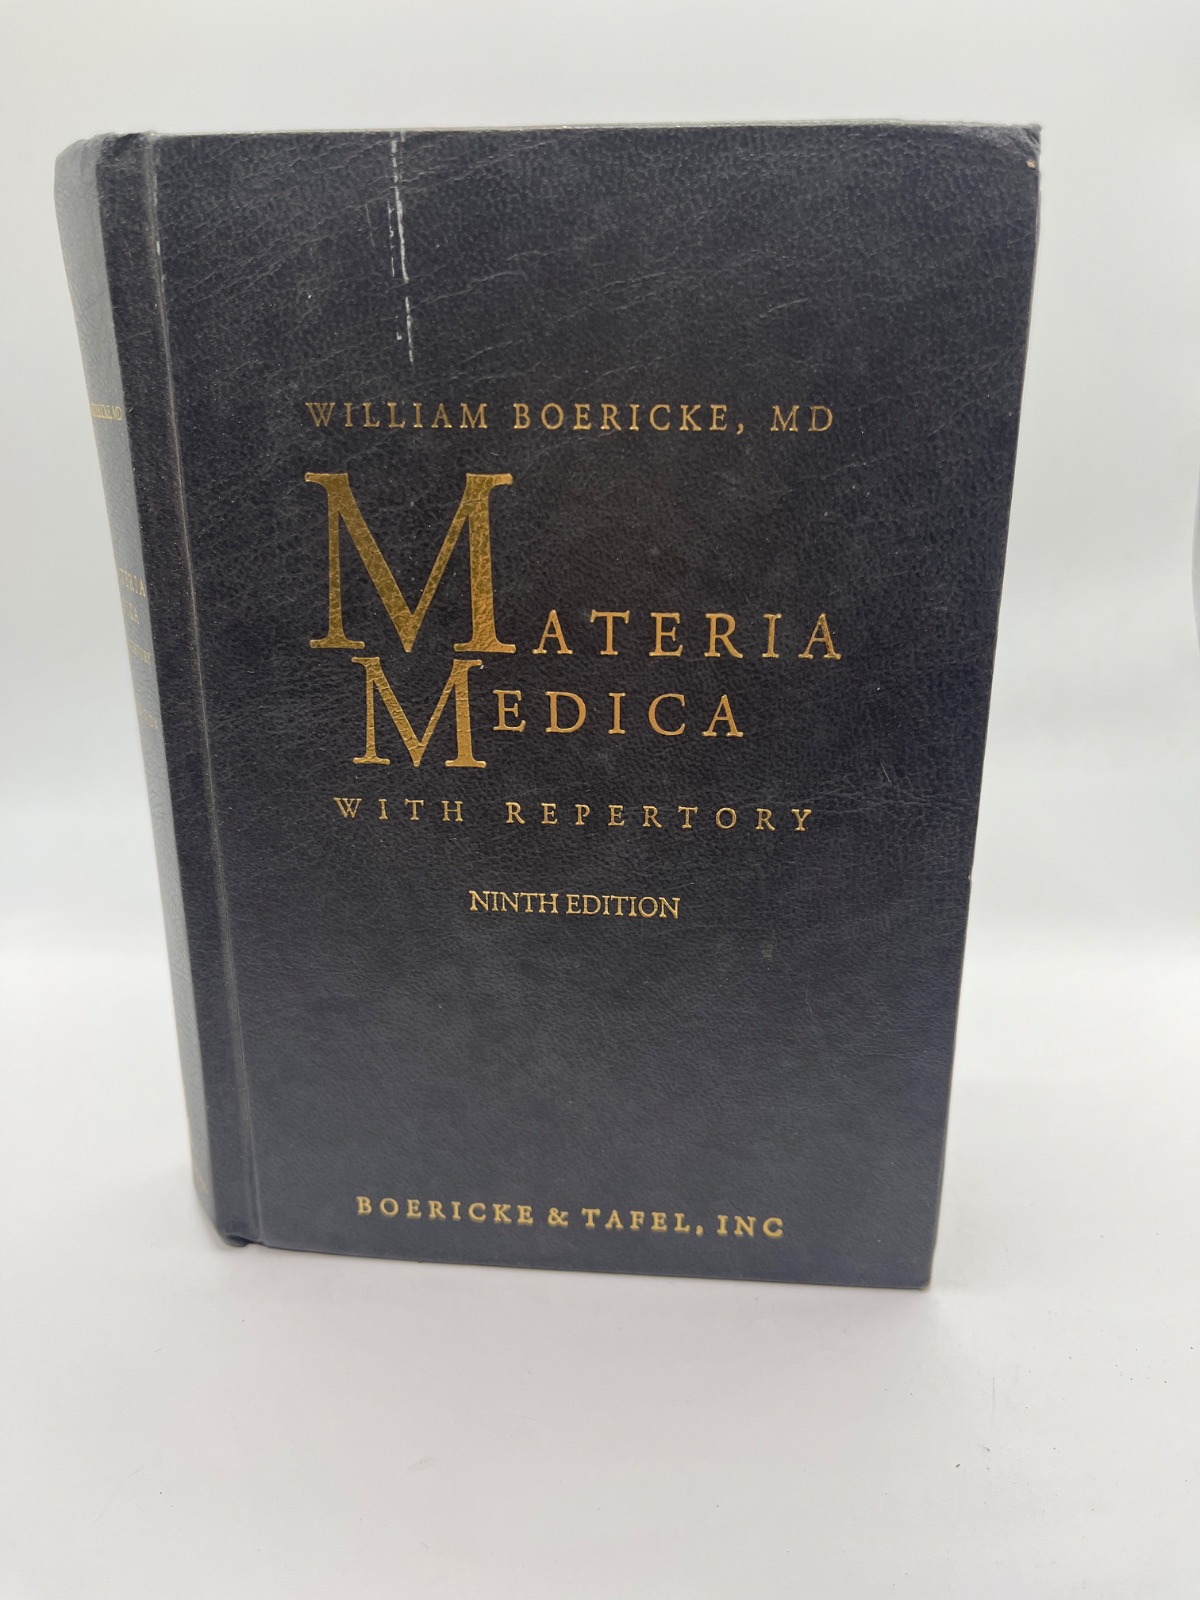 WILLIAM BOERICKE, MD
MATERIA
MEDICA
WITH REPERTORY
NINTH EDITION
BOERICKE & TAFEL, INC